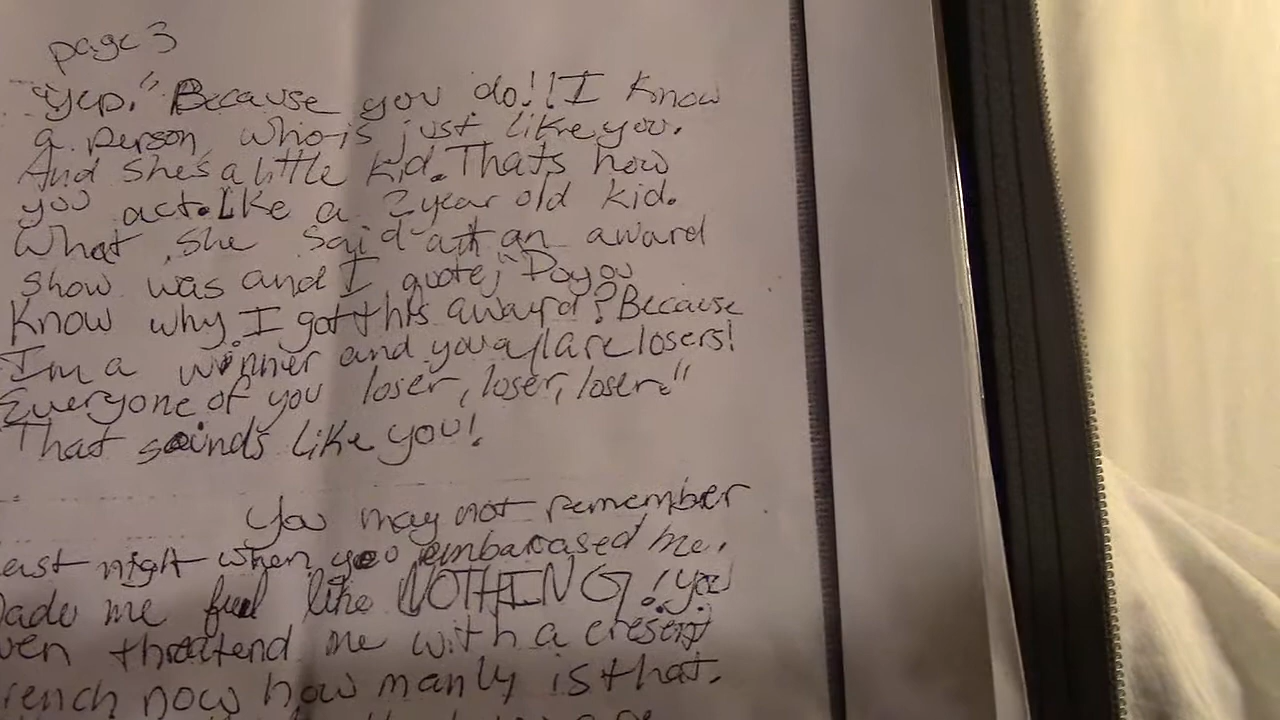 page 3
"yep." Because you do!! I know
a person who is just like you.
And she's a little kid. Thats how
you act. Like a 2 year old kid.
What she said att an award
show was and I quote, "Do you
Know why I got this award? Because
Im a winner and you all are losers!
Everyone of you loser, loser, loser."
That sounds like you!
You may not remember
last night when you embarcased me,
made me feel like NOTHING! You
even threatend me with a cresent
wrench now how manly is that.